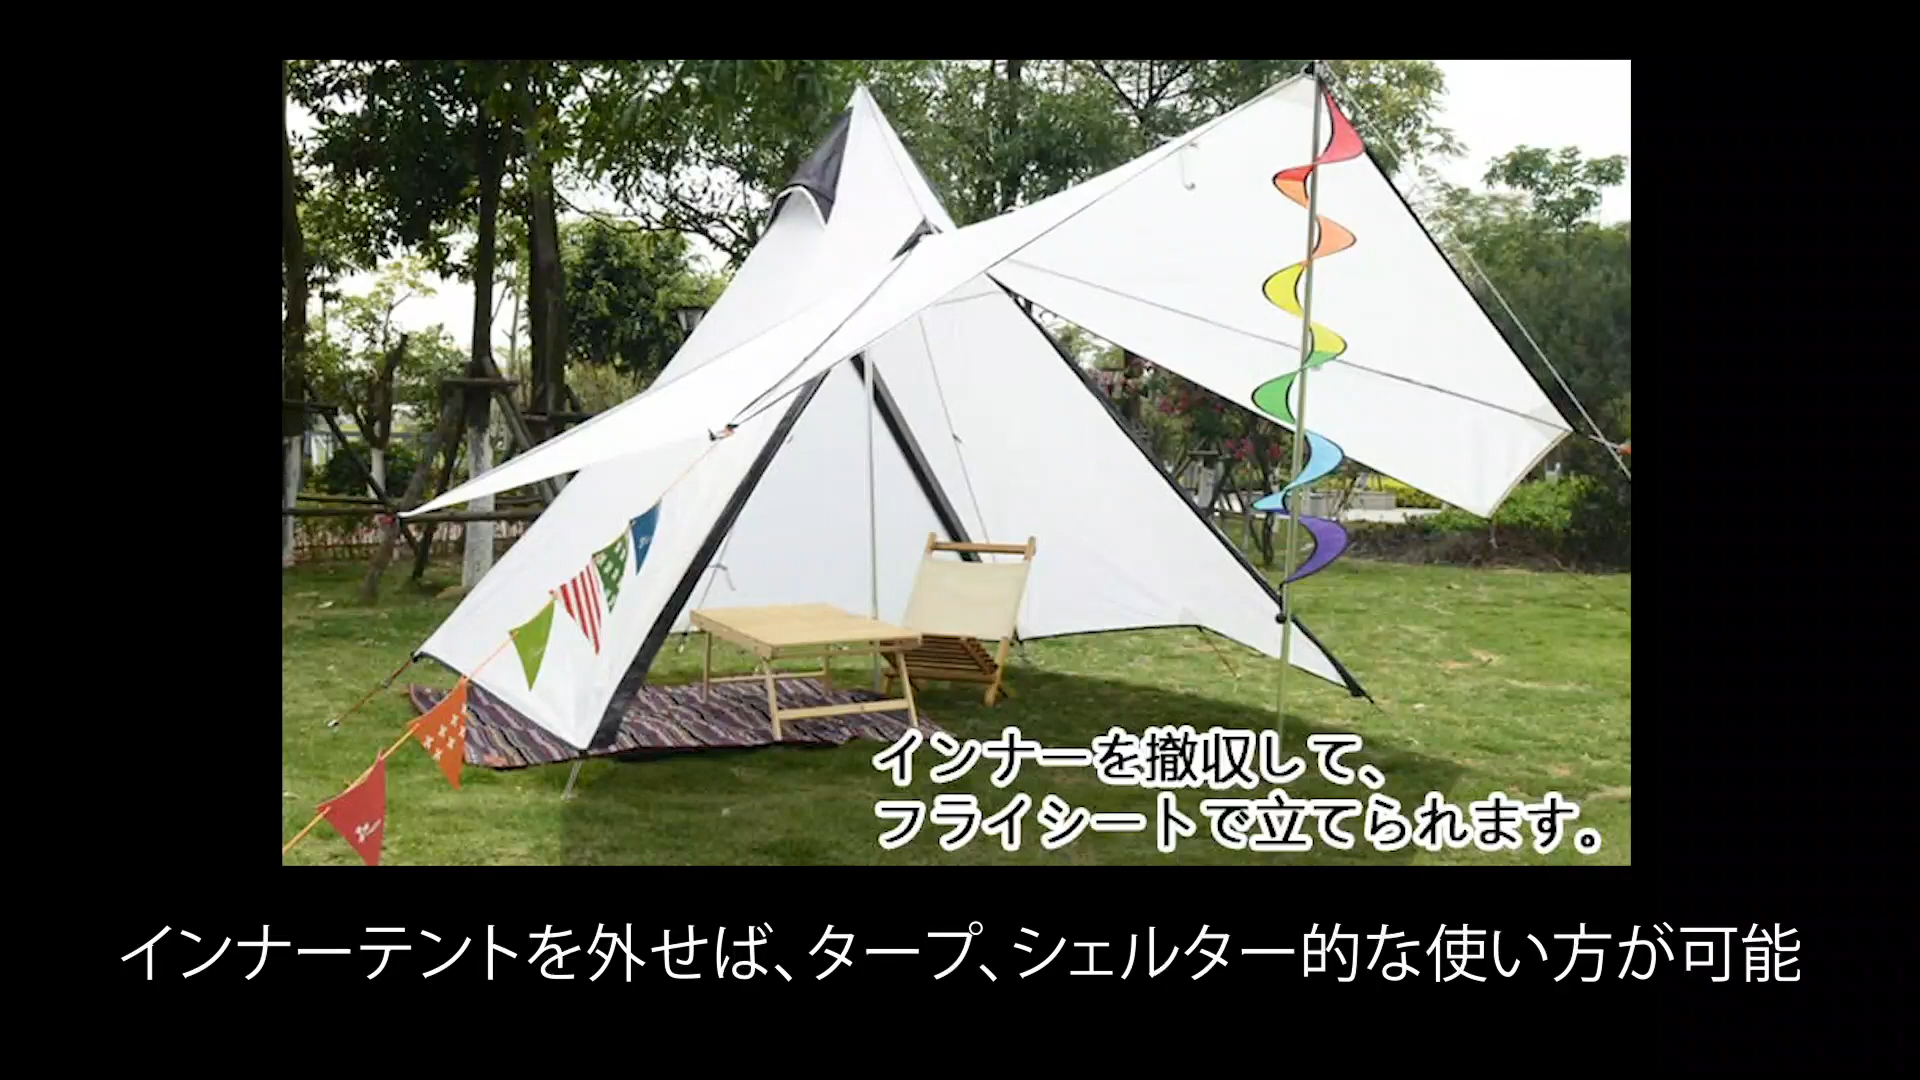 インナーを撤収して、
フライシートで立てられます。
インナーテントを外せば、タープ、シェルター的な使い方が可能